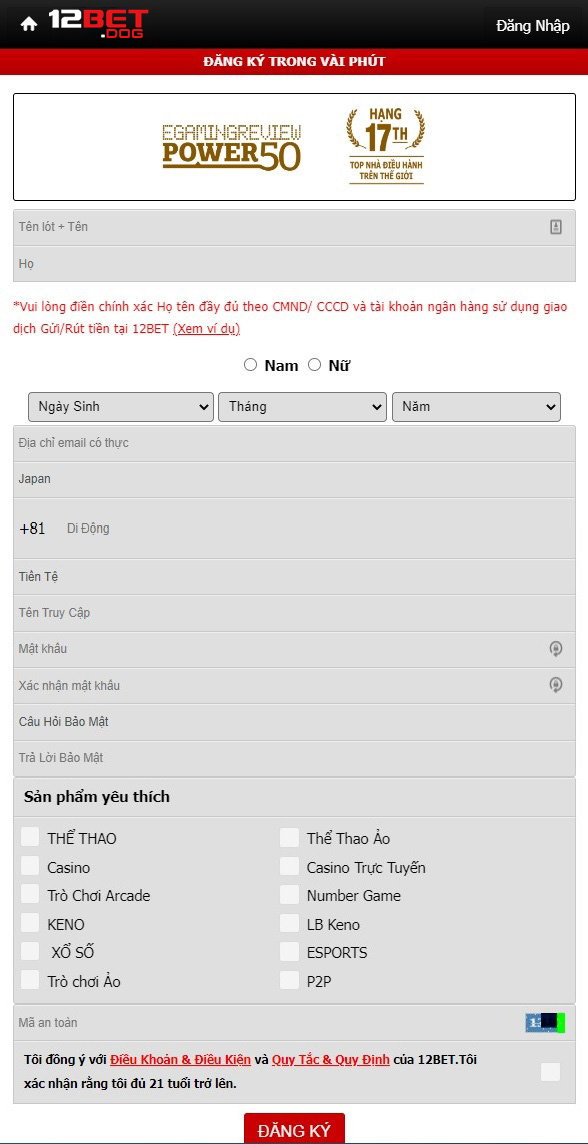 12BET
.DOG
Đăng Nhập
ĐĂNG KÝ TRONG VÀI PHÚT
EGAMINGREVIEW
POWER50
HẠNG
17TH
TOP NHÀ ĐIỀU HÀNH
TRÊN THẾ GIỚI
Tên lót + Tên
Họ
*Vui lòng điền chính xác Họ tên đầy đủ theo CMND/ CCCD và tài khoản ngân hàng sử dụng giao
dịch Gửi/Rút tiền tại 12BET (Xem ví dụ)
Nam Nữ
Ngày Sinh Tháng Năm
Địa chỉ email có thực
Japan
+81 Di Động
Tiền Tệ
Tên Truy Cập
Mật khẩu
Xác nhận mật khẩu
Câu Hỏi Bảo Mật
Trả Lời Bảo Mật
Sản phẩm yêu thích
THỂ THAO Thể Thao Ảo
Casino Casino Trực Tuyến
Trò Chơi Arcade Number Game
KENO LB Keno
XỔ SỐ ESPORTS
Trò chơi Ảo P2P
Mã an toàn
Tôi đồng ý với Điều Khoản & Điều Kiện và Quy Tắc & Quy Định của 12BET.Tôi
xác nhận rằng tôi đủ 21 tuổi trở lên.
ĐĂNG KÝ